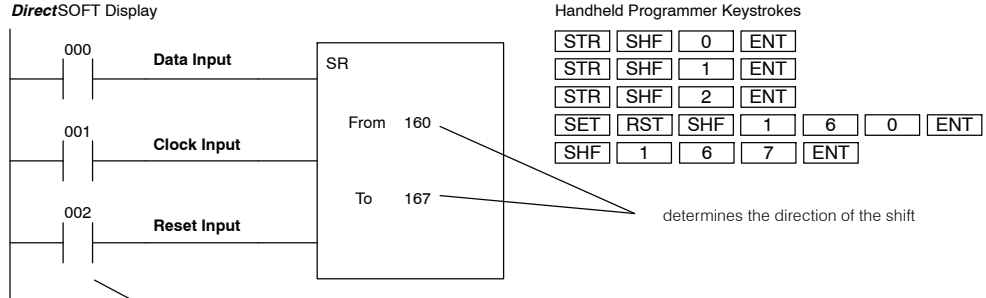 DirectSOFT Display
000
Data Input
001
Clock Input
002
Reset Input
SR
From 160
To 167
determines the direction of the shift
Handheld Programmer Keystrokes
STR SHF 0 ENT
STR SHF 1 ENT
STR SHF 2 ENT
SET RST SHF 1 6 0 ENT
SHF 1 6 7 ENT